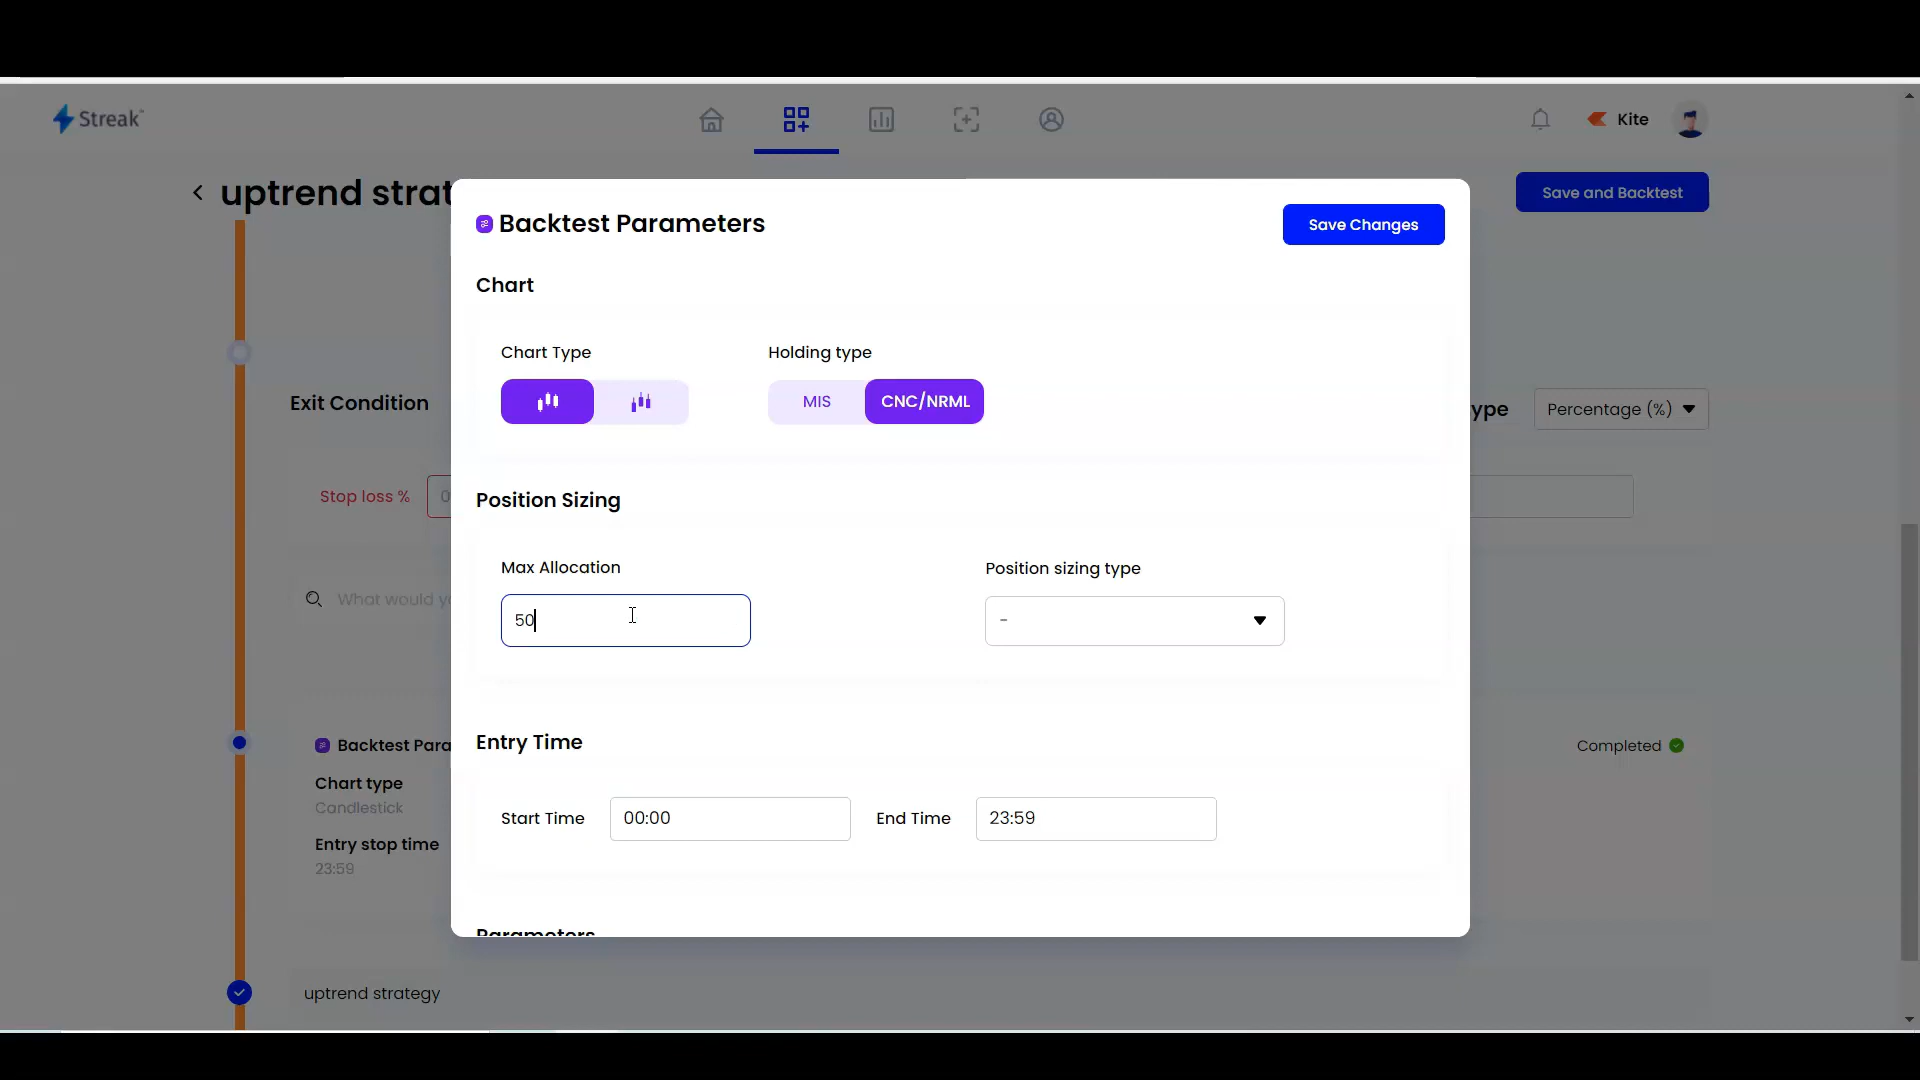 Streak
Kite
uptrend strat
Save and Backtest
Backtest Parameters
Save Changes
Chart
Chart Type
Holding type
MIS
CNC/NRML
Exit Condition
ype
Percentage (%)
Stop loss %
0
Position Sizing
Max Allocation
Position sizing type
50
-
What would y
Entry Time
Backtest Para
Completed
Chart type
Candlestick
Start Time
00:00
End Time
23:59
Entry stop time
23:59
Parameters
uptrend strategy